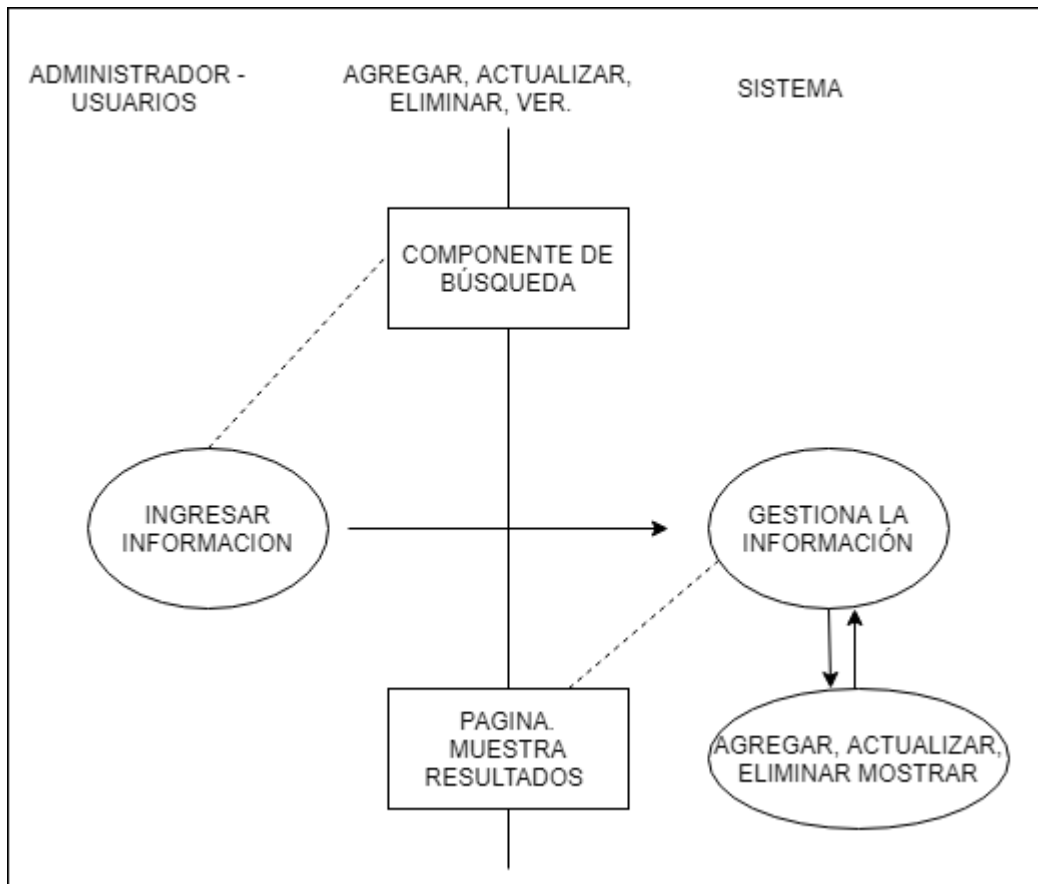 ADMINISTRADOR -
USUARIOS
AGREGAR, ACTUALIZAR,
ELIMINAR, VER.
SISTEMA
COMPONENTE DE
BÚSQUEDA
INGRESAR
INFORMACION
GESTIONA LA
INFORMACIÓN
PAGINA.
MUESTRA
RESULTADOS
AGREGAR, ACTUALIZAR,
ELIMINAR MOSTRAR